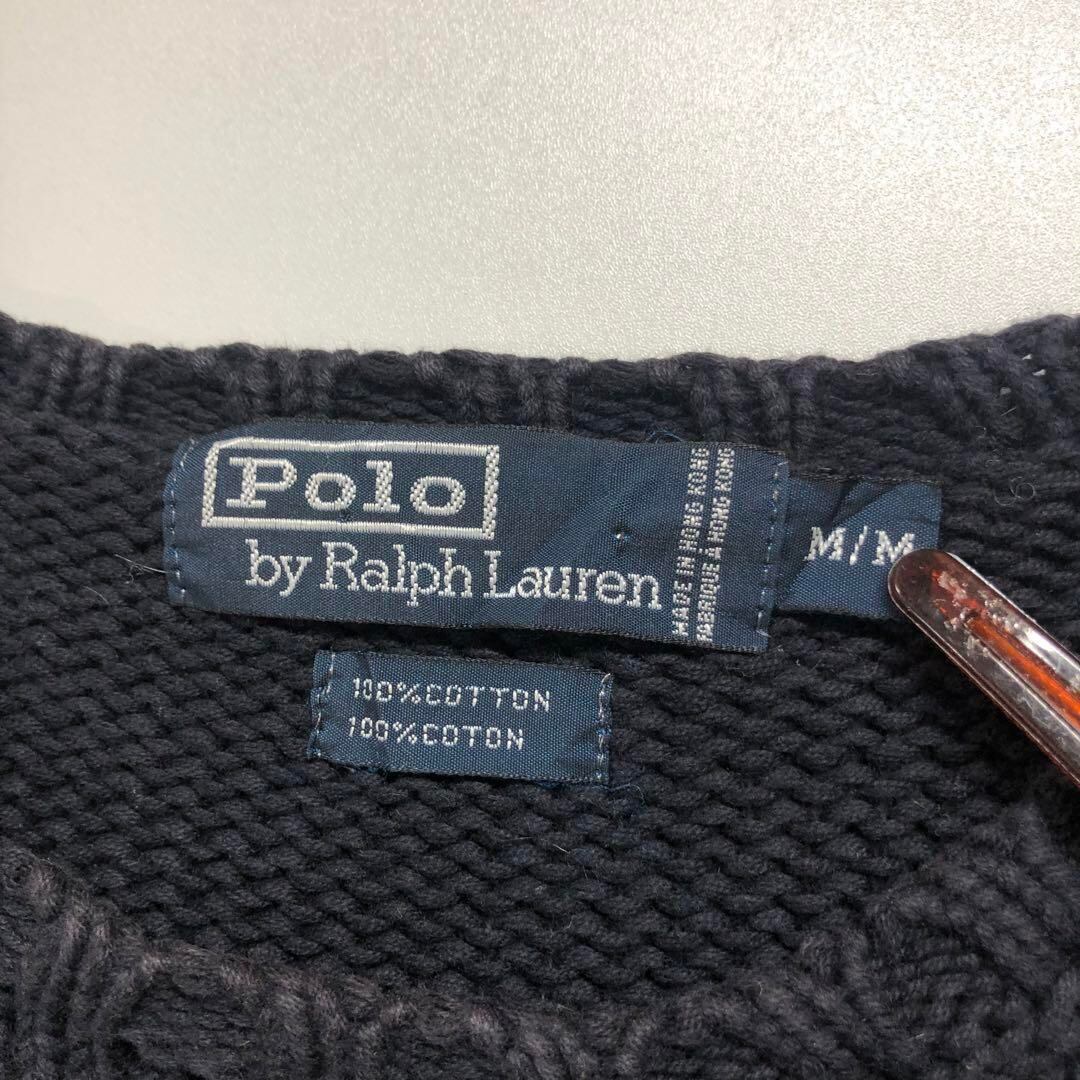 Polo
by Ralph Lauren
MADE IN HONG KONG
FABRIQUÉ À HONG KONG
M/M
100%COTTON
100%COTON